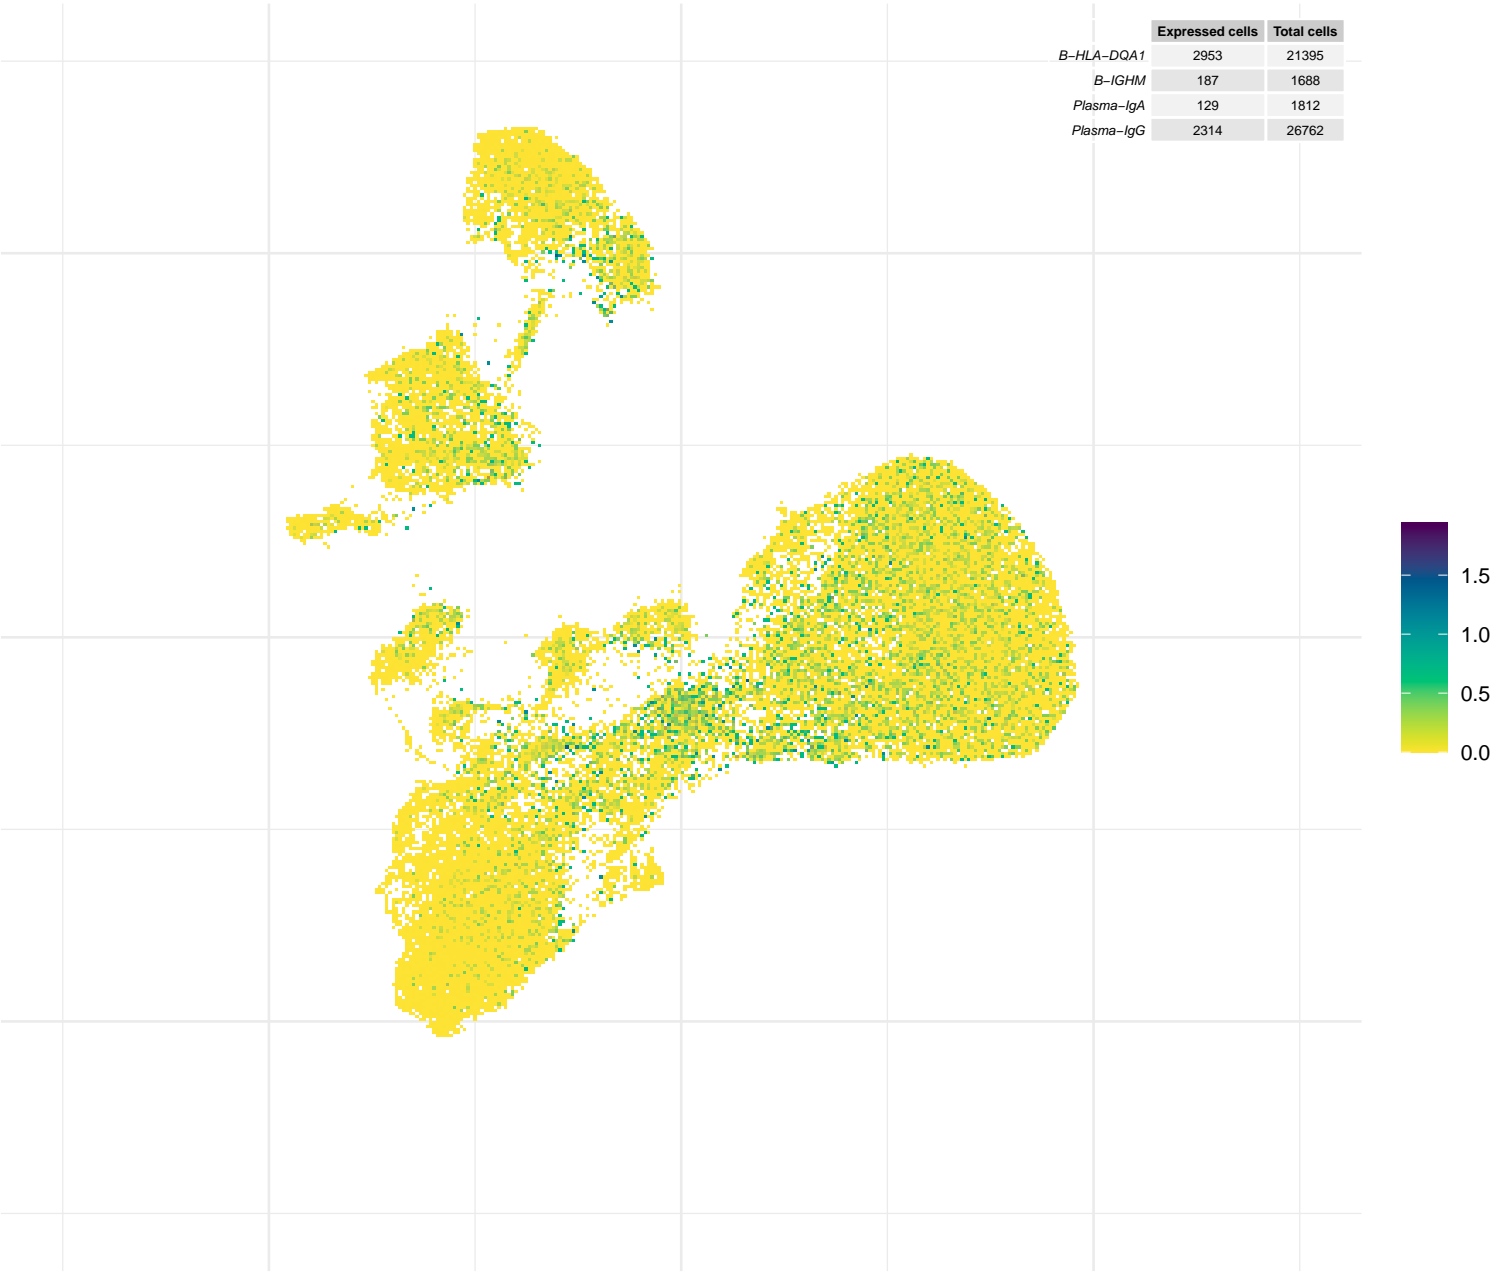 Expressed cells Total cells
B−HLA−DQA1 2953 21395
B−IGHM 187 1688
Plasma−IgA 129 1812
Plasma−IgG 2314 26762
1.5
1.0
0.5
0.0